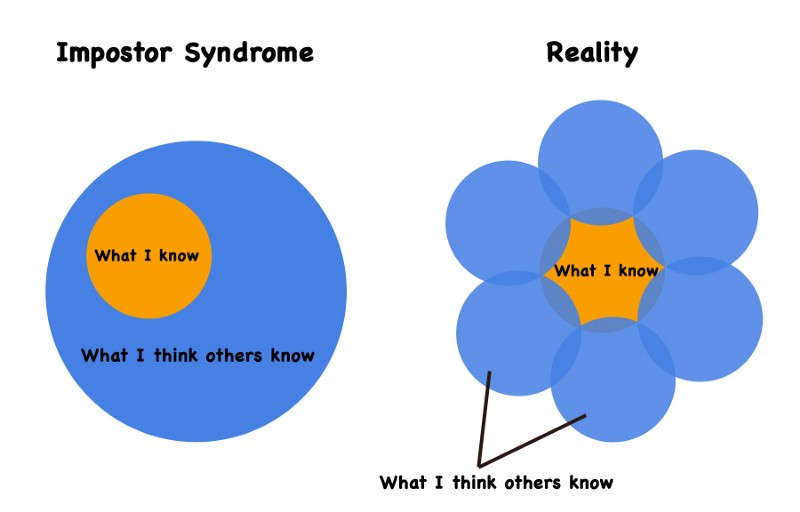 Impostor Syndrome
Reality
What I know
What I think others know
What I know
What I think others know